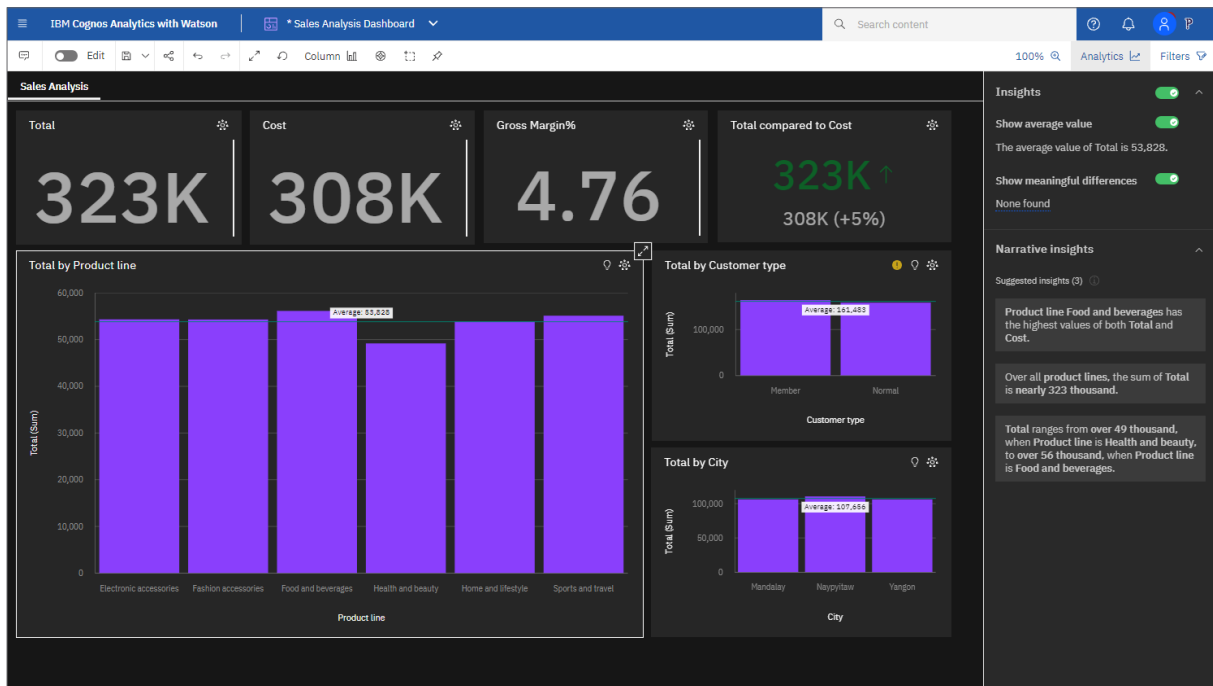 IBM Cognos Analytics with Watson
* Sales Analysis Dashboard
Search content
Edit
Column
100%
Analytics
Filters
Sales Analysis
Total
323K
Cost
308K
Gross Margin%
4.76
Total compared to Cost
323K ↑
308K (+5%)
Total by Product line
60,000
50,000
40,000
30,000
20,000
10,000
0
Total (Sum)
Average: 53,828
Electronic accessories
Fashion accessories
Food and beverages
Health and beauty
Home and lifestyle
Sports and travel
Product line
Total by Customer type
100,000
0
Total (Sum)
Average: 161,483
Member
Normal
Customer type
Total by City
100,000
50,000
0
Total (Sum)
Average: 107,656
Mandalay
Naypyitaw
Yangon
City
Insights
Show average value
The average value of Total is 53,828.
Show meaningful differences
None found
Narrative insights
Suggested insights (3)
Product line Food and beverages has
the highest values of both Total and
Cost.
Over all product lines, the sum of Total
is nearly 323 thousand.
Total ranges from over 49 thousand,
when Product line is Health and beauty,
to over 56 thousand, when Product line
is Food and beverages.